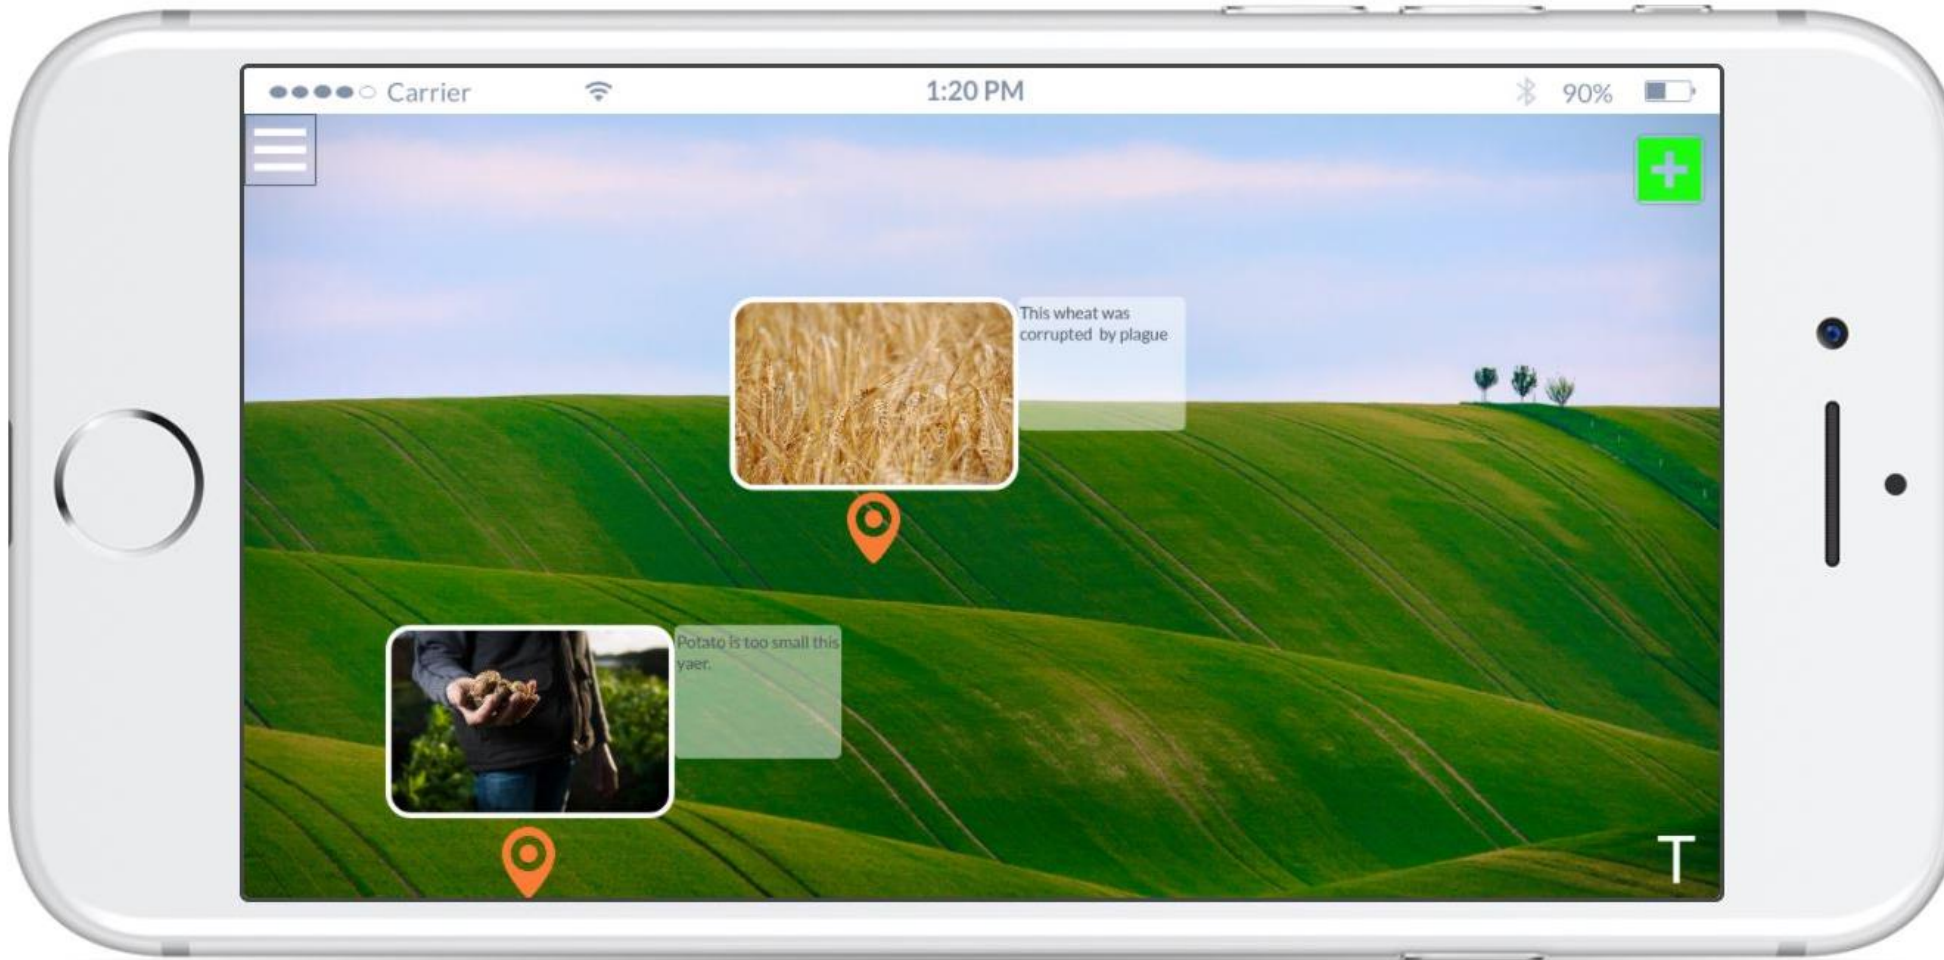 Carrier 1:20 PM 90%
This wheat was
corrupted by plague
Potato is too small this
yaer.
T